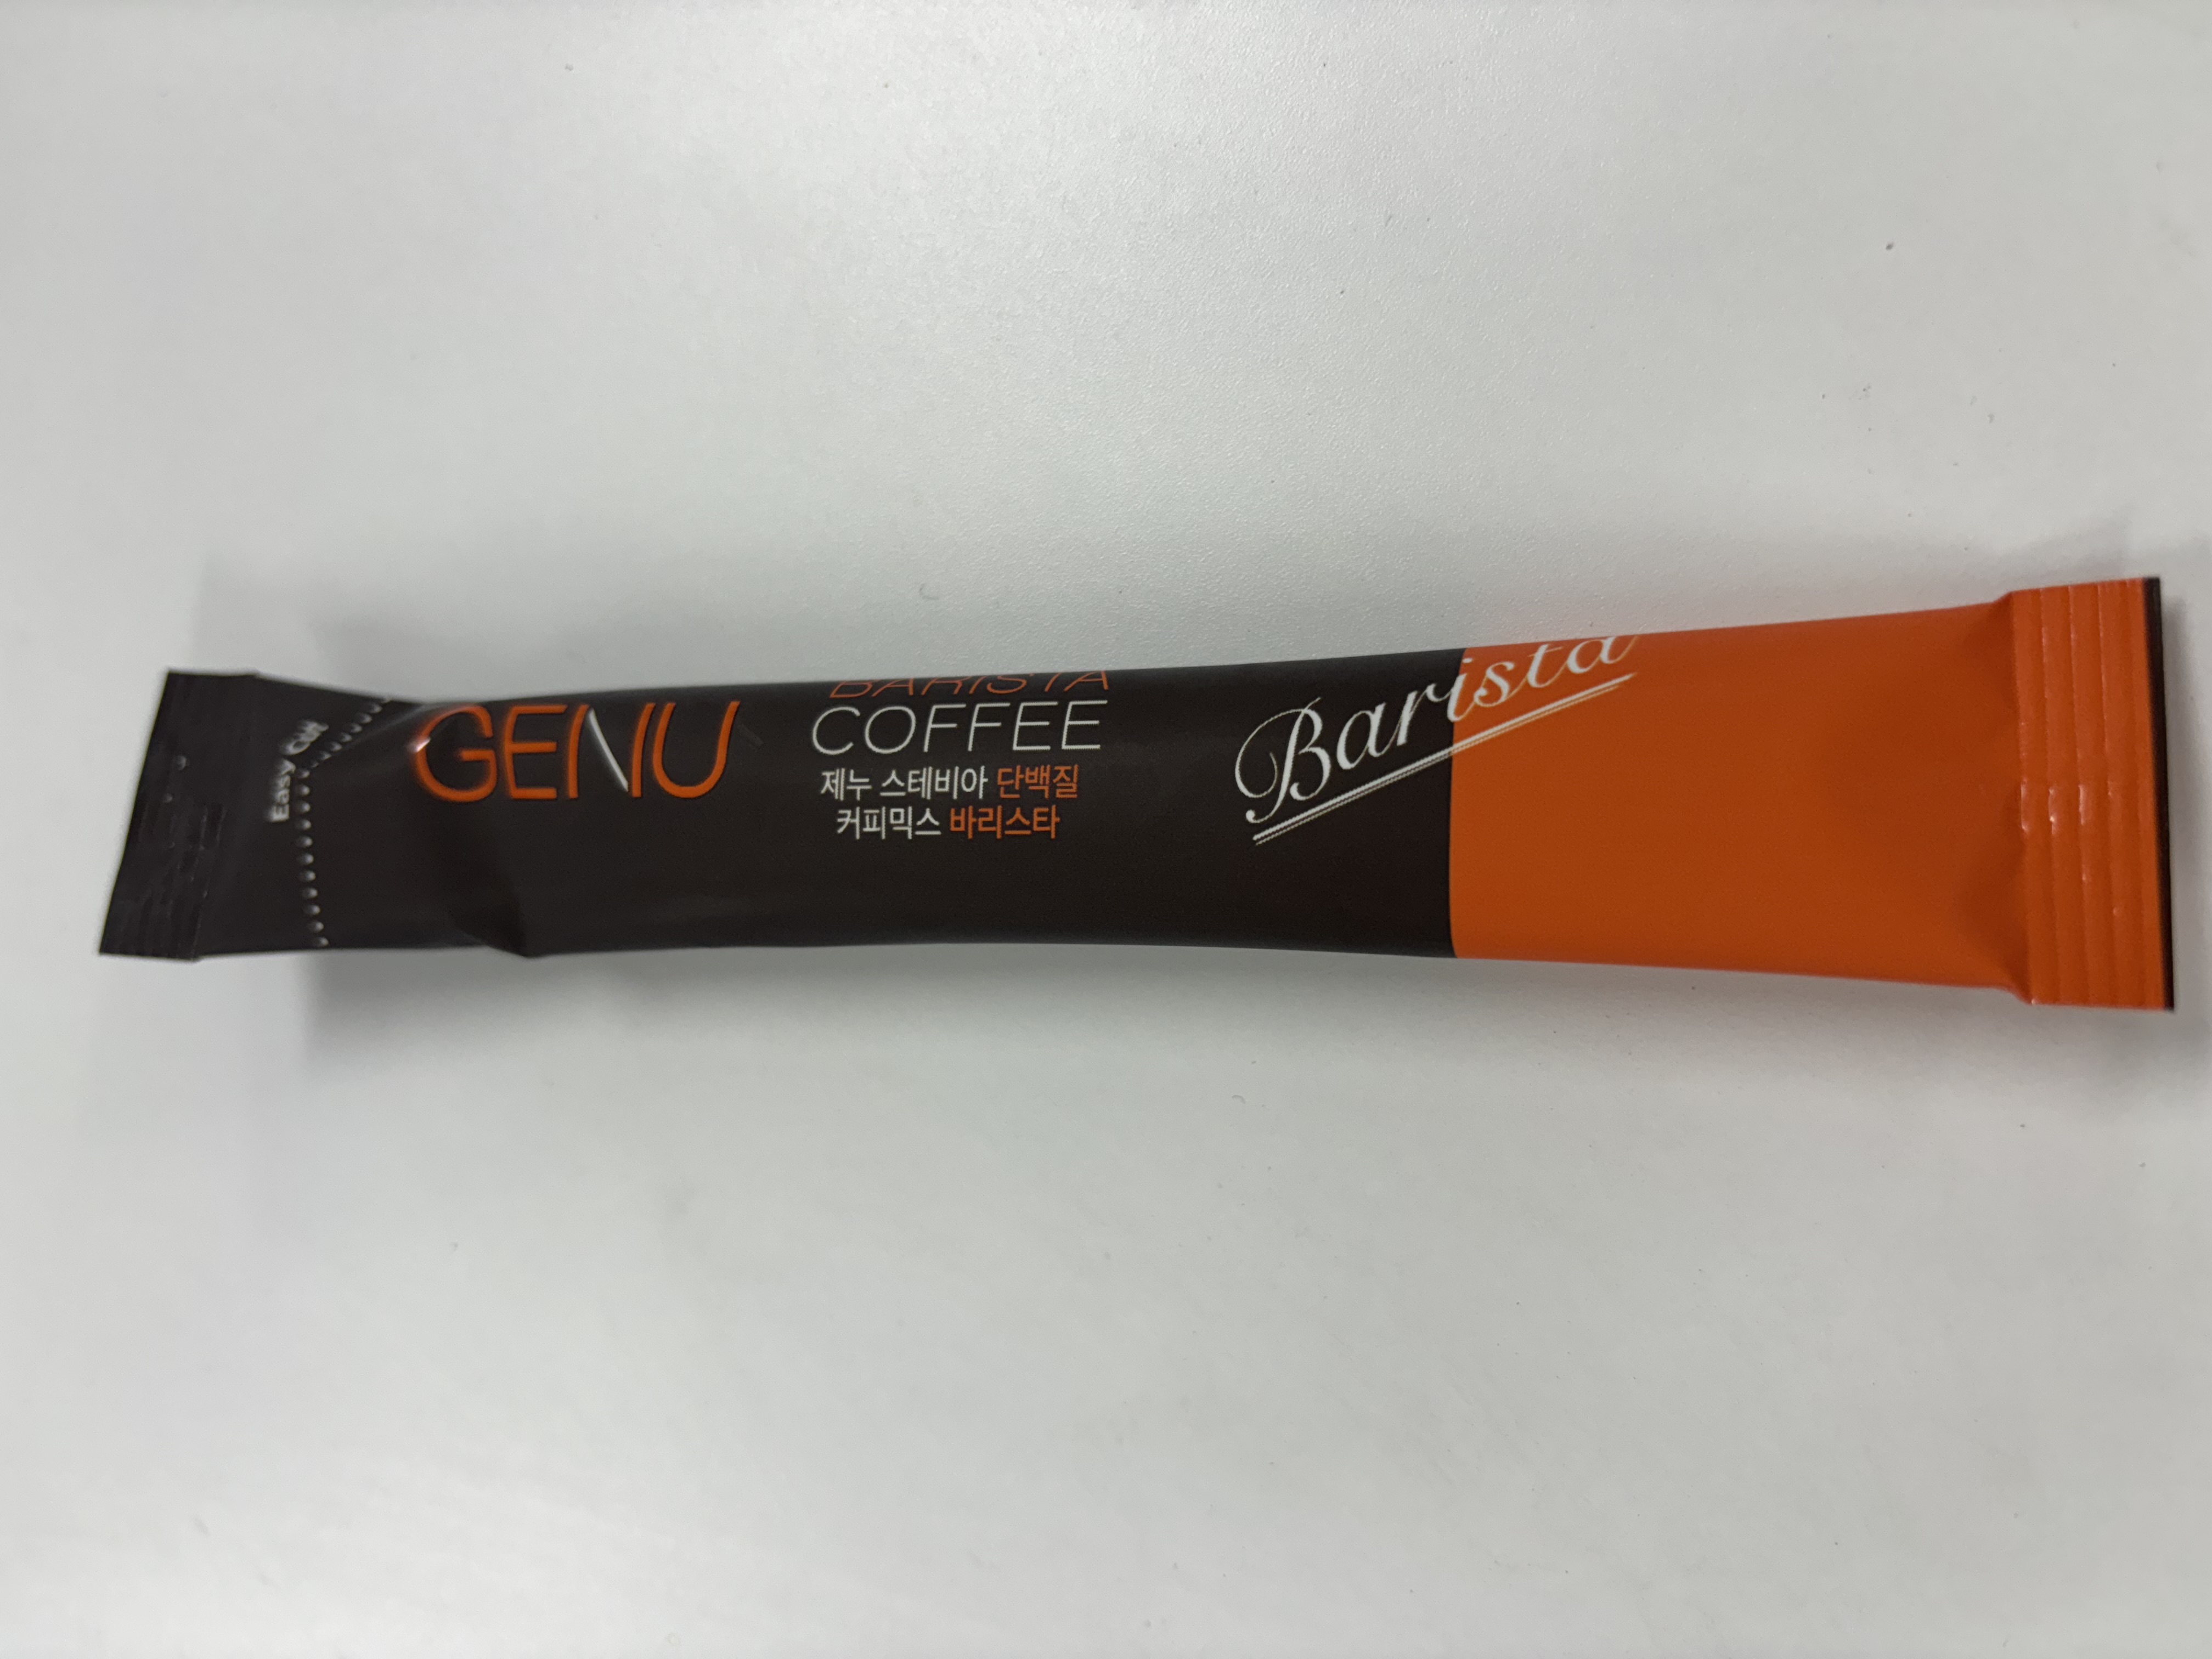 Easy Cut
GENU
BARISTA
COFFEE
제누 스테비아 단백질
커피믹스 바리스타
Barista